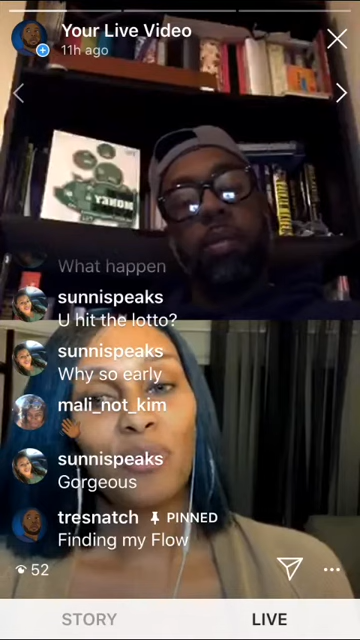 Your Live Video
11h ago
YANOM
What happen
sunnispeaks
U hit the lotto?
sunnispeaks
Why so early
mali_not_kim
sunnispeaks
Gorgeous
tresnatch PINNED
Finding my Flow
52
STORY LIVE